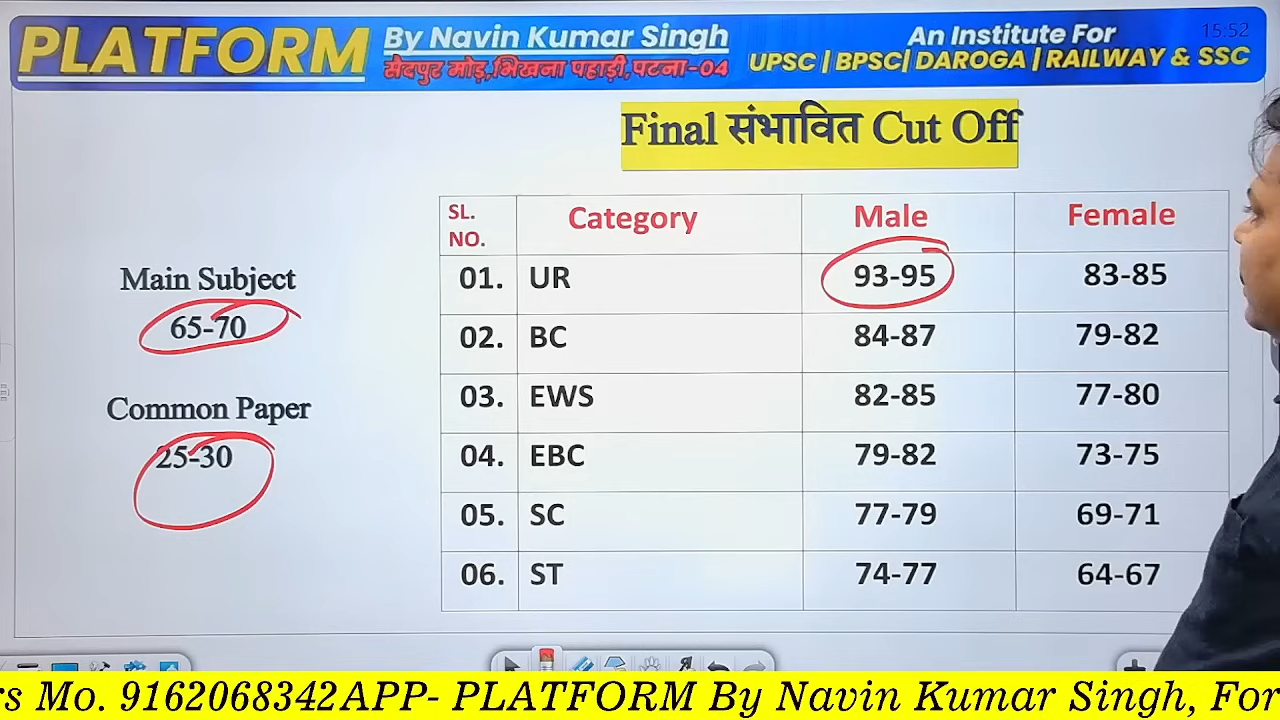 PLATFORM
By Navin Kumar Singh
सैदपुर मोड़,भिखना पहाड़ी,पटना-04
An Institute For
15:52
UPSC | BPSC| DAROGA | RAILWAY & SSC
Final संभावित Cut Off
Main Subject
65-70
Common Paper
25-30
SL. NO. Category Male Female
01. UR 93-95 83-85
02. BC 84-87 79-82
03. EWS 82-85 77-80
04. EBC 79-82 73-75
05. SC 77-79 69-71
06. ST 74-77 64-67
rs Mo. 9162068342APP- PLATFORM By Navin Kumar Singh, For